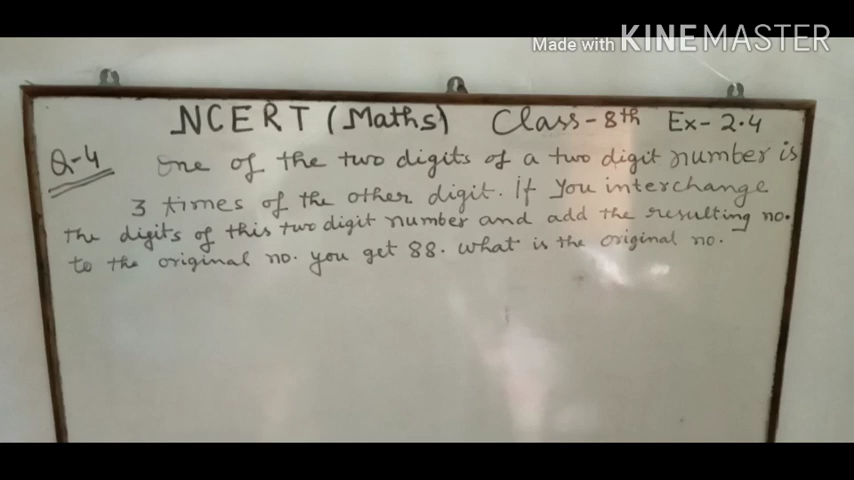 Made with KINEMASTER
NCERT (Maths) Class-8th Ex-2.4
Q-4 One of the two digits of a two digit number is
3 times of the other digit. If you interchange
the digits of this two digit number and add the resulting no.
to the original no. you get 88. what is the original no.